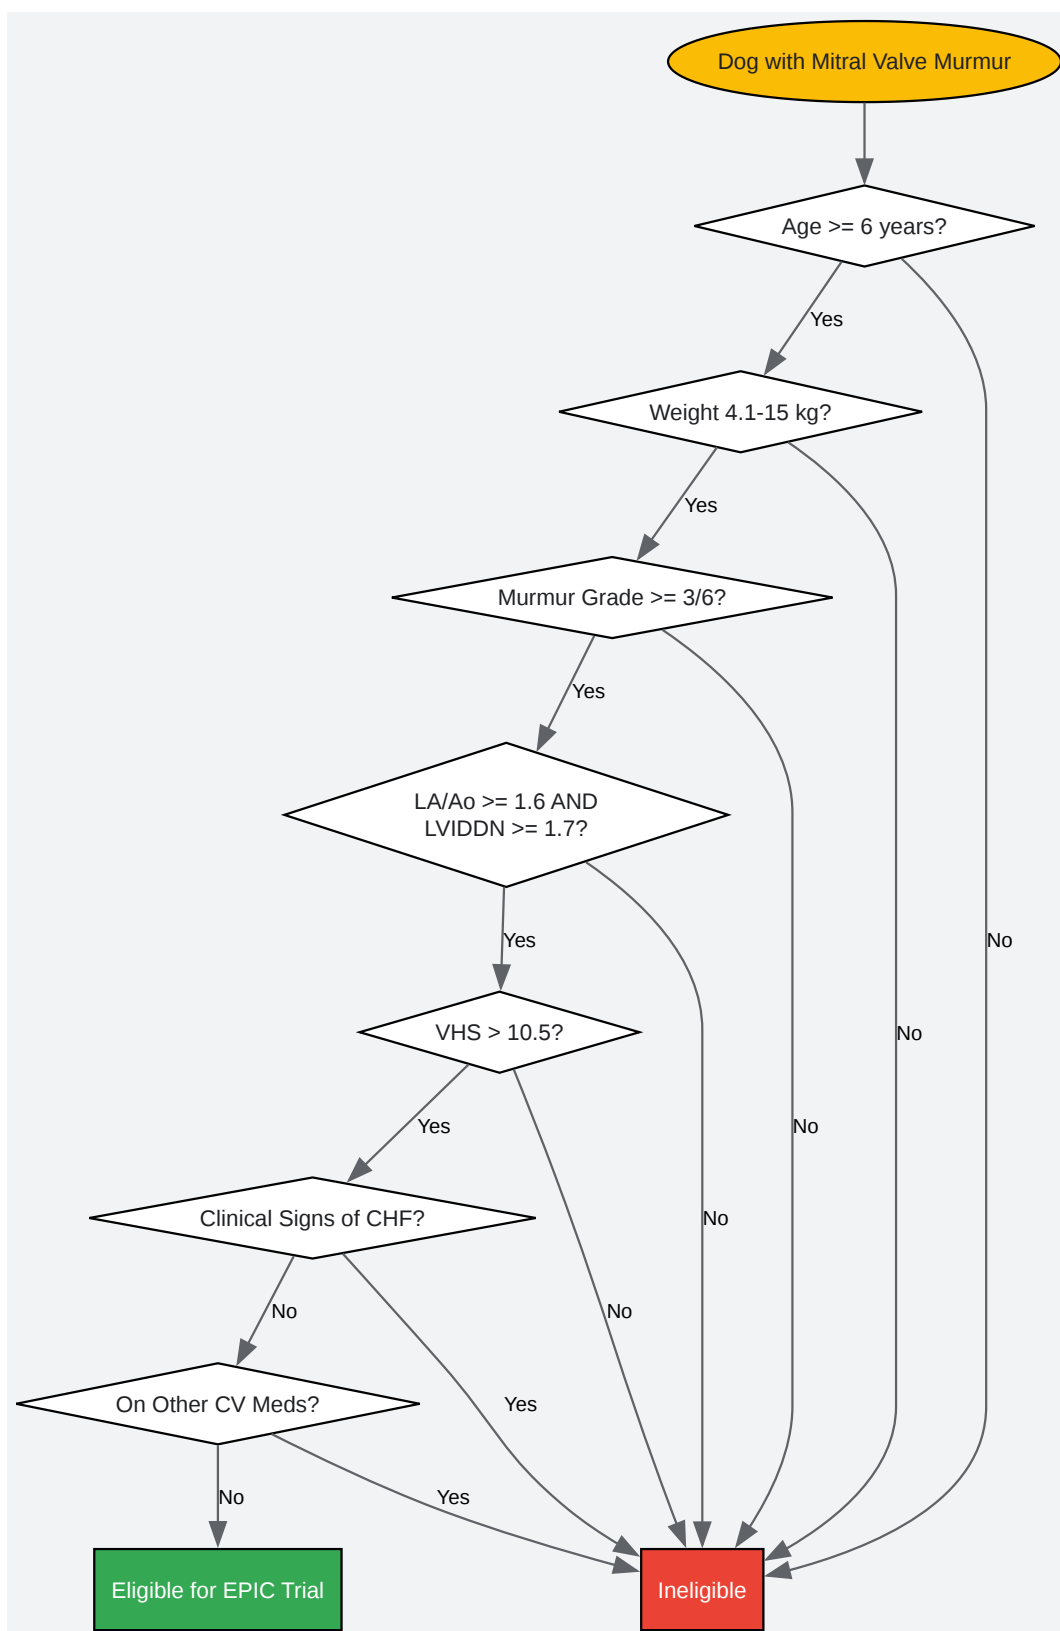 Dog with Mitral Valve Murmur
Age >= 6 years?
Yes
Weight 4.1-15 kg?
Yes
Murmur Grade >= 3/6?
Yes
LA/Ao >= 1.6 AND
LVIDDN >= 1.7?
Yes
No
VHS > 10.5?
No
Yes
No
Clinical Signs of CHF?
No
No
No
On Other CV Meds?
Yes
No
Yes
Eligible for EPIC Trial
Ineligible